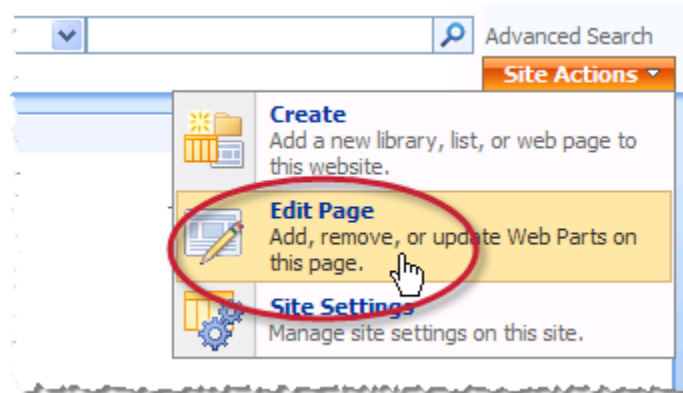 Advanced Search
Site Actions
Create
Add a new library, list, or web page to
this website.
Edit Page
Add, remove, or update Web Parts on
this page.
Site Settings
Manage site settings on this site.